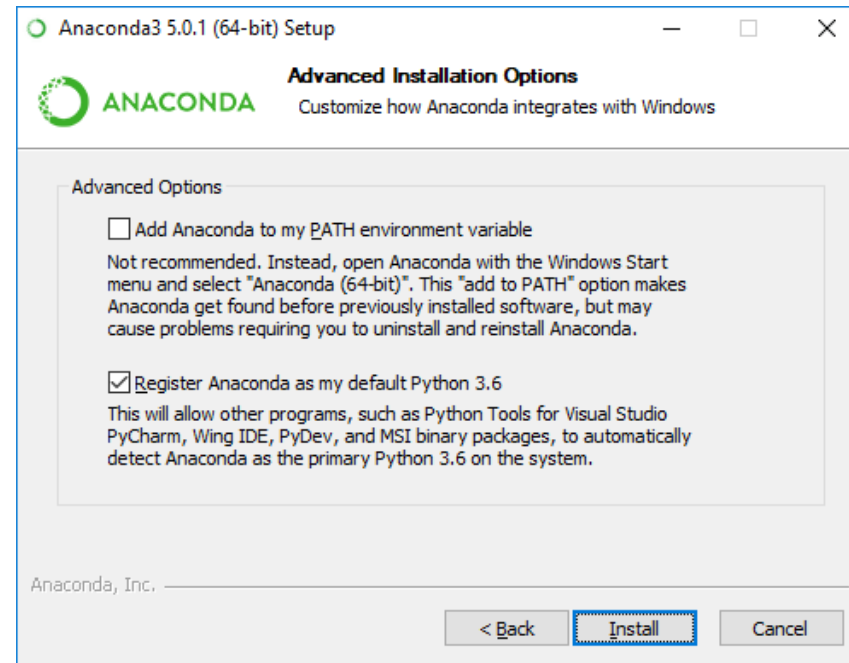 Anaconda3 5.0.1 (64-bit) Setup
ANACONDA
Advanced Installation Options
Customize how Anaconda integrates with Windows
Advanced Options
Add Anaconda to my PATH environment variable
Not recommended. Instead, open Anaconda with the Windows Start
menu and select "Anaconda (64-bit)". This "add to PATH" option makes
Anaconda get found before previously installed software, but may
cause problems requiring you to uninstall and reinstall Anaconda.
Register Anaconda as my default Python 3.6
This will allow other programs, such as Python Tools for Visual Studio
PyCharm, Wing IDE, PyDev, and MSI binary packages, to automatically
detect Anaconda as the primary Python 3.6 on the system.
Anaconda, Inc.
< Back Install Cancel